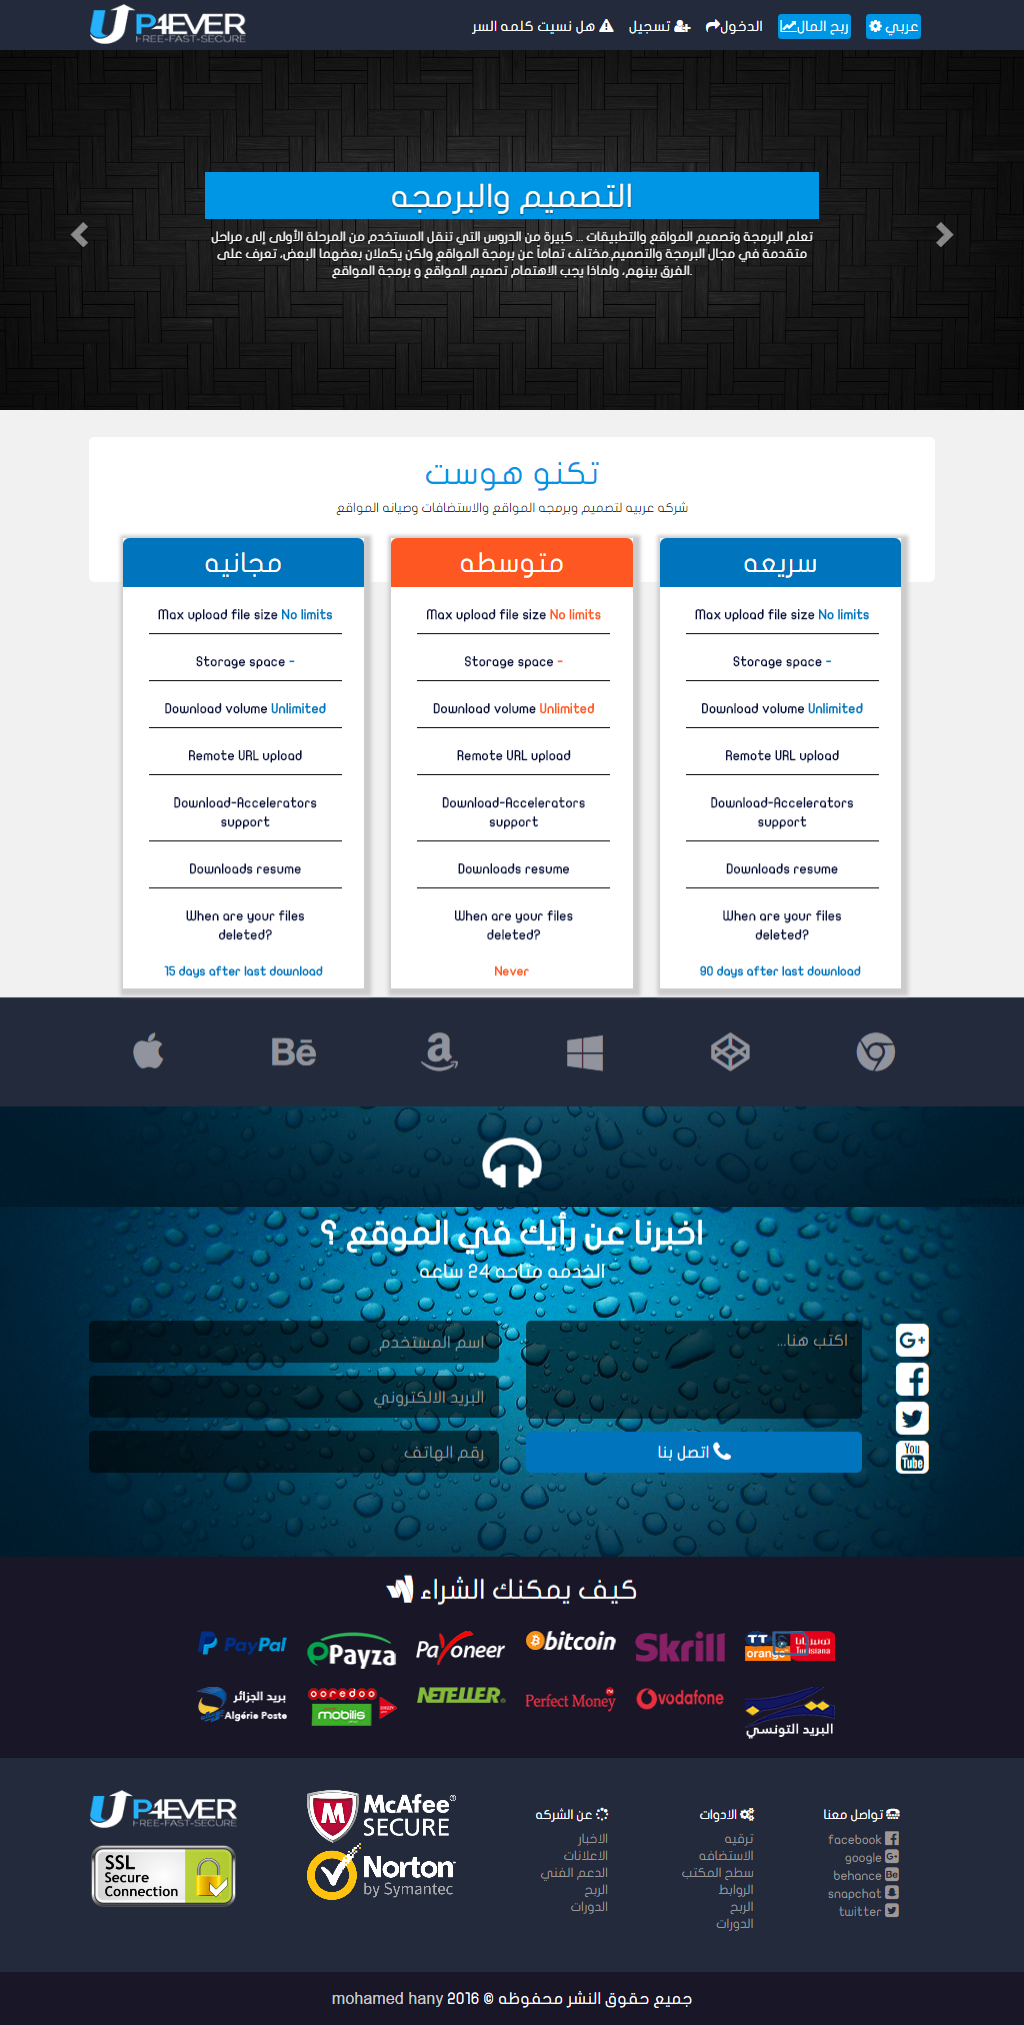 UP4EVER
FREE-FAST-SECURE
عربي
ربح المال
الدخول
تسجيل
هل نسيت كلمه السر
التصميم والبرمجه
تعلم البرمجة وتصميم المواقع والتطبيقات ... كبيرة من الدروس التي تنقل المستخدم من المرحلة الأولى إلى مراحل
متقدمة في مجال البرمجة والتصميم.مختلف تماماً عن برمجة المواقع ولكن يكملان بعضهما البعض، تعرف على
الفرق بينهم، ولماذا يجب الاهتمام تصميم المواقع و برمجة المواقع.
تكنو هوست
شركه عربيه لتصميم وبرمجه المواقع والاستضافات وصيانه المواقع
مجانيه
Max upload file size No limits
Storage space -
Download volume Unlimited
Remote URL upload
Download-Accelerators
support
Downloads resume
When are your files
deleted?
15 days after last download
متوسطه
Max upload file size No limits
Storage space -
Download volume Unlimited
Remote URL upload
Download-Accelerators
support
Downloads resume
When are your files
deleted?
Never
سريعه
Max upload file size No limits
Storage space -
Download volume Unlimited
Remote URL upload
Download-Accelerators
support
Downloads resume
When are your files
deleted?
90 days after last download
Bē
اخبرنا عن رأيك في الموقع ؟
الخدمه متاحه 24 ساعه
اكتب هنا...
اسم المستخدم
البريد الالكتروني
رقم الهاتف
اتصل بنا
G+
You
Tube
كيف يمكنك الشراء
PayPal
Payza
Payoneer
bitcoin
Skrill
TT
orange
تونيزيانا
Tunisiana
بريد الجزائر
Algérie Poste
ooredoo
mobilis
NETELLER
Perfect Money
vodafone
البريد التونسي
UP4EVER
FREE-FAST-SECURE
SSL
Secure
Connection
McAfee
SECURE
Norton
by Symantec
عن الشركه
الاخبار
الاعلانات
الدعم الفني
الربح
الدورات
الادوات
ترقيه
الاستضافه
سطح المكتب
الروابط
الربح
الدورات
تواصل معنا
facebook
google
behance
snapchat
twitter
جميع حقوق النشر محفوظه © 2016 mohamed hany